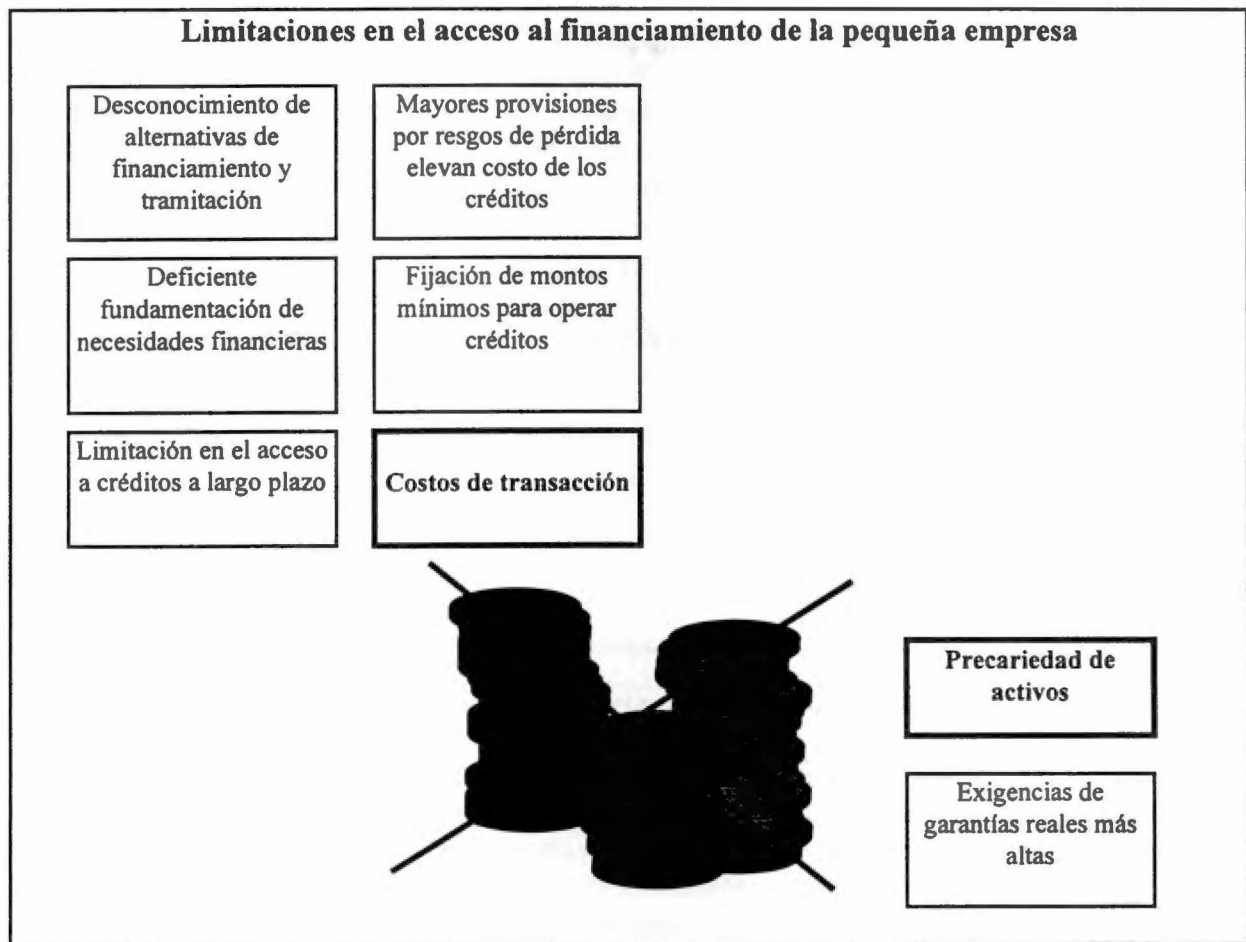 Limitaciones en el acceso al financiamiento de la pequeña empresa
Desconocimiento de
alternativas de
financiamiento y
tramitación
Mayores provisiones
por resgos de pérdida
elevan costo de los
créditos
Deficiente
fundamentación de
necesidades financieras
Fijación de montos
mínimos para operar
créditos
Limitación en el acceso
a créditos a largo plazo
Costos de transacción
Precariedad de
activos
Exigencias de
garantías reales más
altas